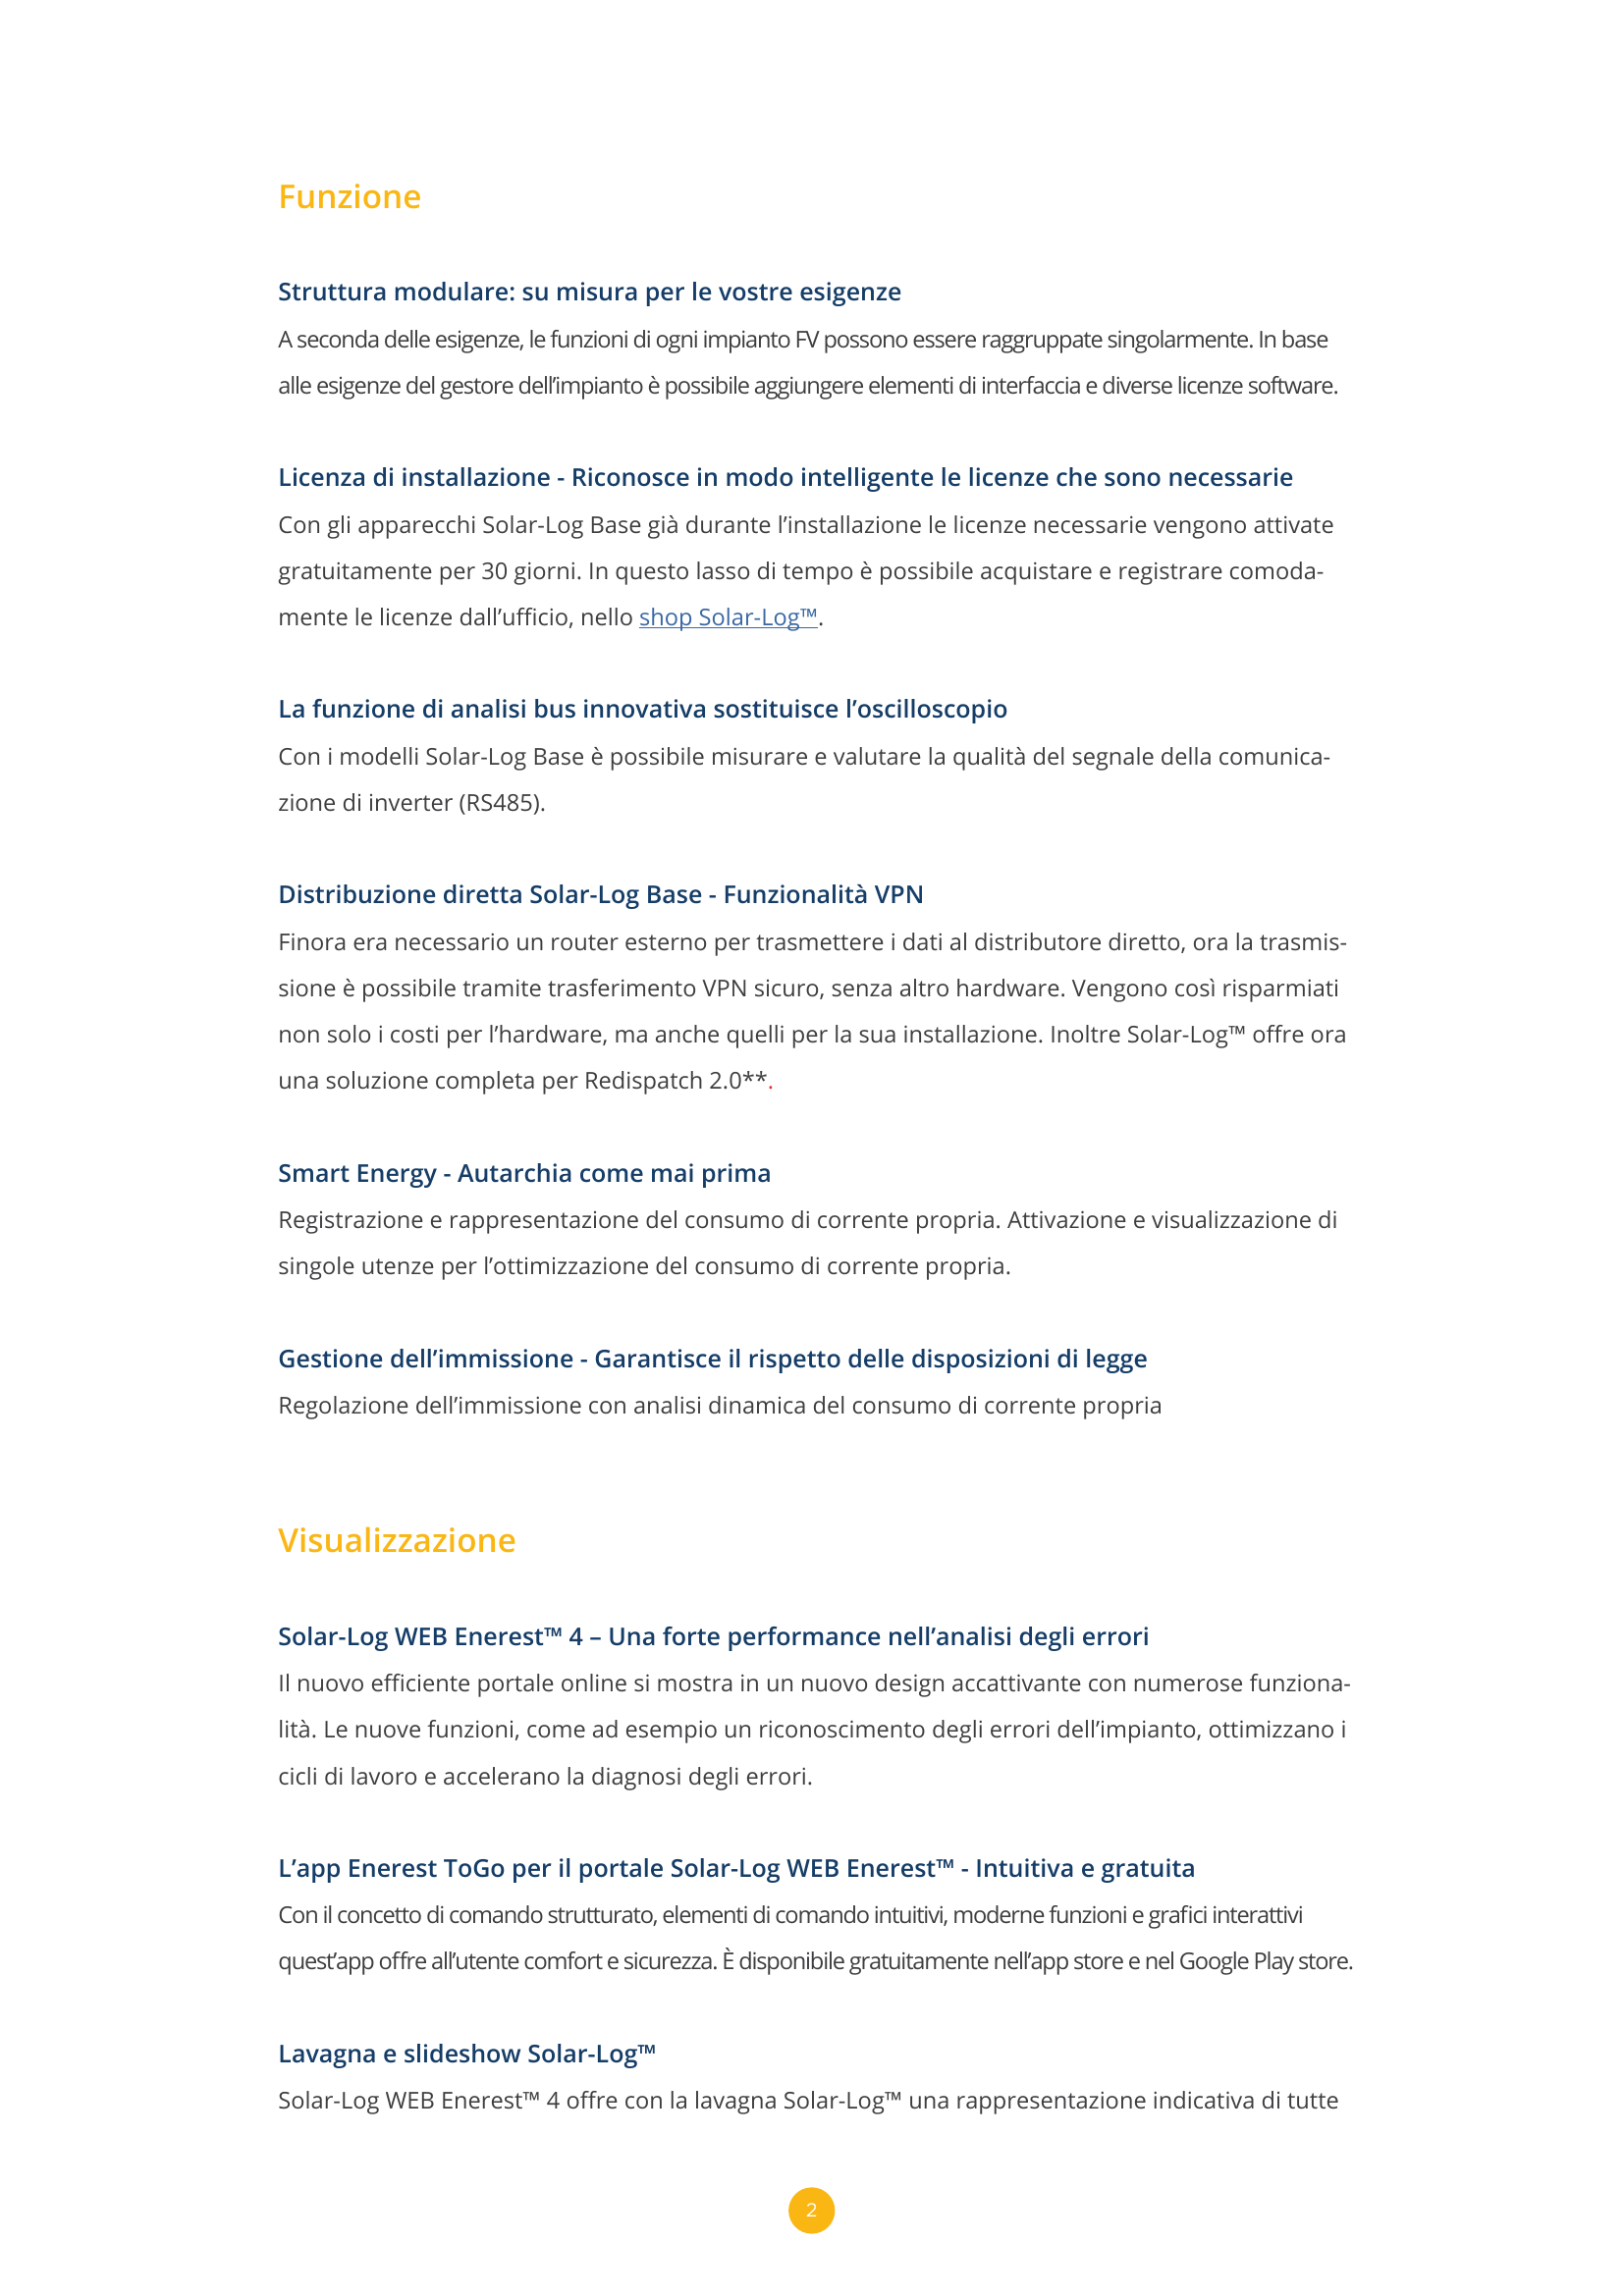 Funzione
Struttura modulare: su misura per le vostre esigenze
A seconda delle esigenze, le funzioni di ogni impianto FV possono essere raggruppate singolarmente. In base
alle esigenze del gestore dell’impianto è possibile aggiungere elementi di interfaccia e diverse licenze software.
Licenza di installazione - Riconosce in modo intelligente le licenze che sono necessarie
Con gli apparecchi Solar-Log Base già durante l’installazione le licenze necessarie vengono attivate
gratuitamente per 30 giorni. In questo lasso di tempo è possibile acquistare e registrare comoda-
mente le licenze dall’ufficio, nello shop Solar-Log™.
La funzione di analisi bus innovativa sostituisce l’oscilloscopio
Con i modelli Solar-Log Base è possibile misurare e valutare la qualità del segnale della comunica-
zione di inverter (RS485).
Distribuzione diretta Solar-Log Base - Funzionalità VPN
Finora era necessario un router esterno per trasmettere i dati al distributore diretto, ora la trasmis-
sione è possibile tramite trasferimento VPN sicuro, senza altro hardware. Vengono così risparmiati
non solo i costi per l’hardware, ma anche quelli per la sua installazione. Inoltre Solar-Log™ offre ora
una soluzione completa per Redispatch 2.0**.
Smart Energy - Autarchia come mai prima
Registrazione e rappresentazione del consumo di corrente propria. Attivazione e visualizzazione di
singole utenze per l’ottimizzazione del consumo di corrente propria.
Gestione dell’immissione - Garantisce il rispetto delle disposizioni di legge
Regolazione dell’immissione con analisi dinamica del consumo di corrente propria
Visualizzazione
Solar-Log WEB Enerest™ 4 – Una forte performance nell’analisi degli errori
Il nuovo efficiente portale online si mostra in un nuovo design accattivante con numerose funziona-
lità. Le nuove funzioni, come ad esempio un riconoscimento degli errori dell’impianto, ottimizzano i
cicli di lavoro e accelerano la diagnosi degli errori.
L’app Enerest ToGo per il portale Solar-Log WEB Enerest™ - Intuitiva e gratuita
Con il concetto di comando strutturato, elementi di comando intuitivi, moderne funzioni e grafici interattivi
quest’app offre all’utente comfort e sicurezza. È disponibile gratuitamente nell’app store e nel Google Play store.
Lavagna e slideshow Solar-Log™
Solar-Log WEB Enerest™ 4 offre con la lavagna Solar-Log™ una rappresentazione indicativa di tutte
2